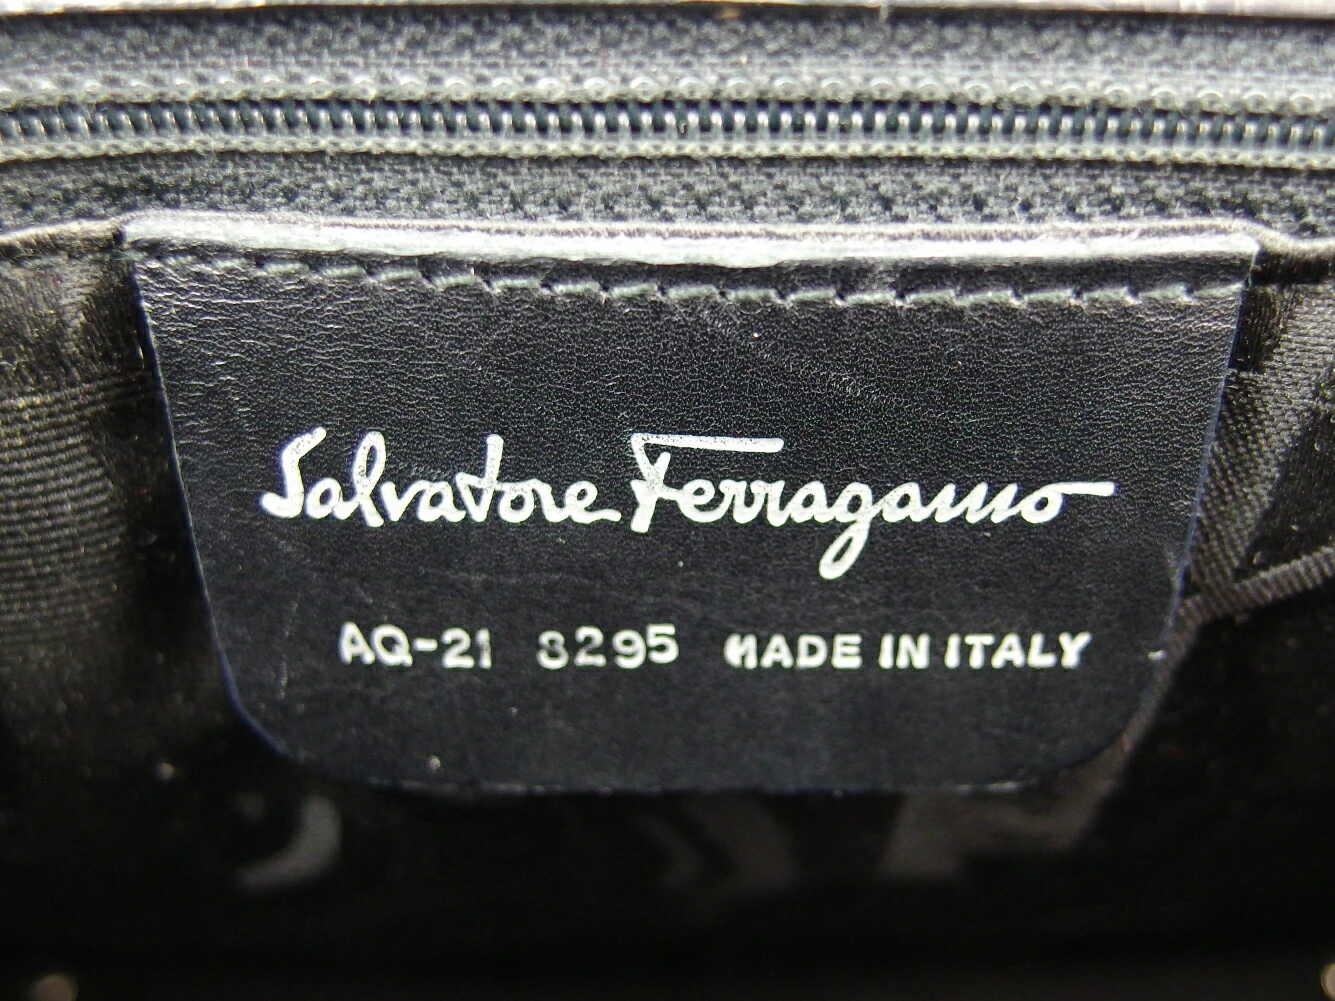 Salvatore Ferragamo
AQ-21 8295 MADE IN ITALY